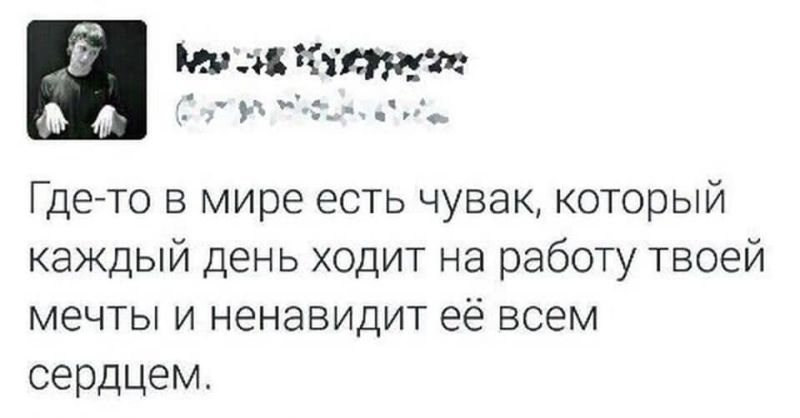 Где-то в мире есть чувак, который
каждый день ходит на работу твоей
мечты и ненавидит её всем
сердцем.